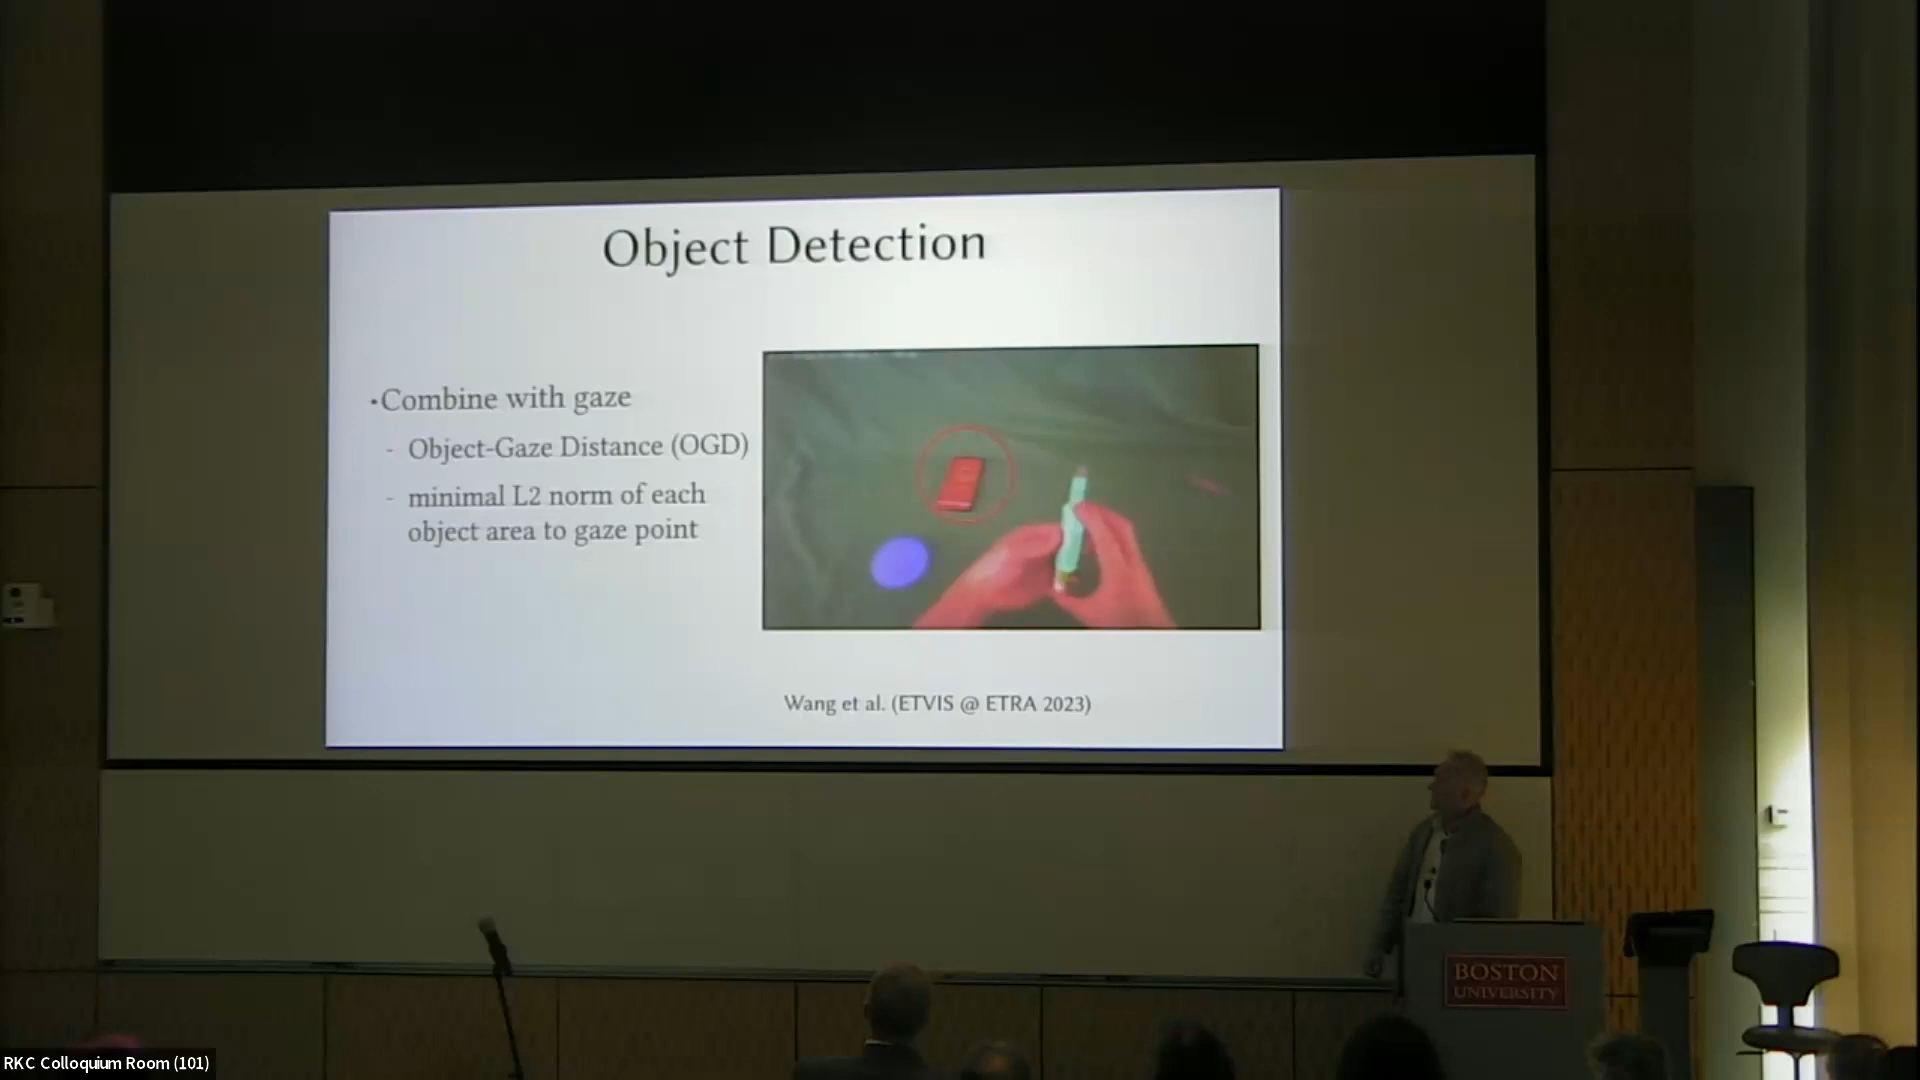 Object Detection
•Combine with gaze
- Object-Gaze Distance (OGD)
- minimal L2 norm of each
object area to gaze point
Wang et al. (ETVIS @ ETRA 2023)
BOSTON
UNIVERSITY
RKC Colloquium Room (101)